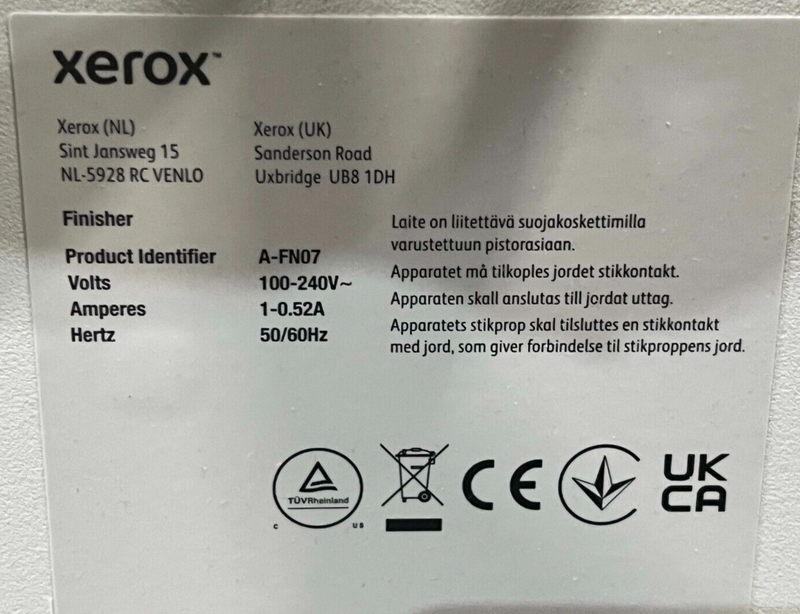 xerox™
Xerox (NL)
Sint Jansweg 15
NL-5928 RC VENLO
Xerox (UK)
Sanderson Road
Uxbridge UB8 1DH
Finisher
Product Identifier A-FN07
Volts 100-240V~
Amperes 1-0.52A
Hertz 50/60Hz
Laite on liitettävä suojakoskettimilla
varustettuun pistorasiaan.
Apparatet må tilkoples jordet stikkontakt.
Apparaten skall anslutas till jordat uttag.
Apparatets stikprop skal tilsluttes en stikkontakt
med jord, som giver forbindelse til stikproppens jord.
TÜVRheinland
C US
CE
UK
CA